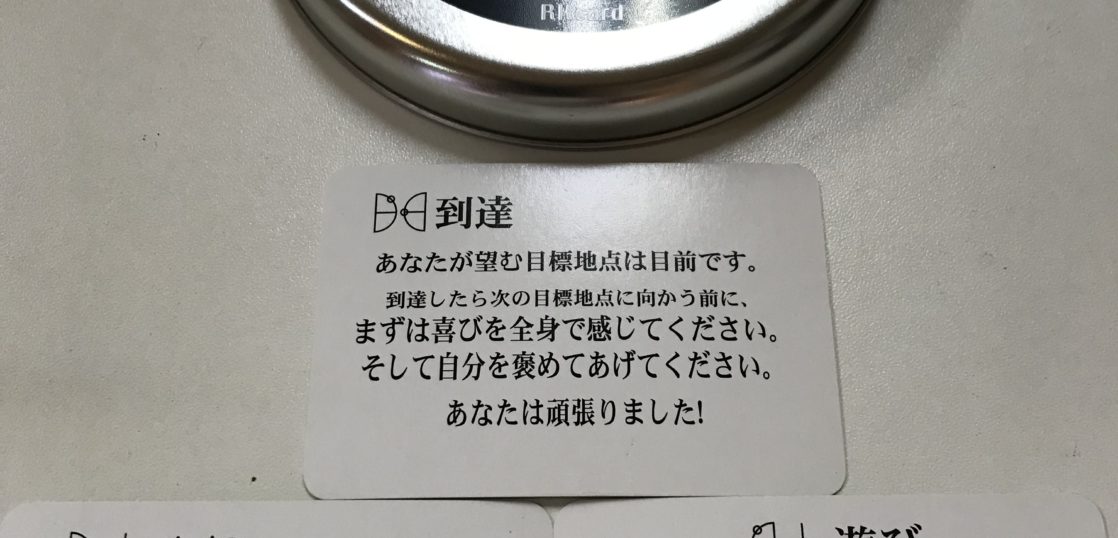 到達
あなたが望む目標地点は目前です。
到達したら次の目標地点に向かう前に、
まずは喜びを全身で感じてください。
そして自分を褒めてあげてください。
あなたは頑張りました!
遊び